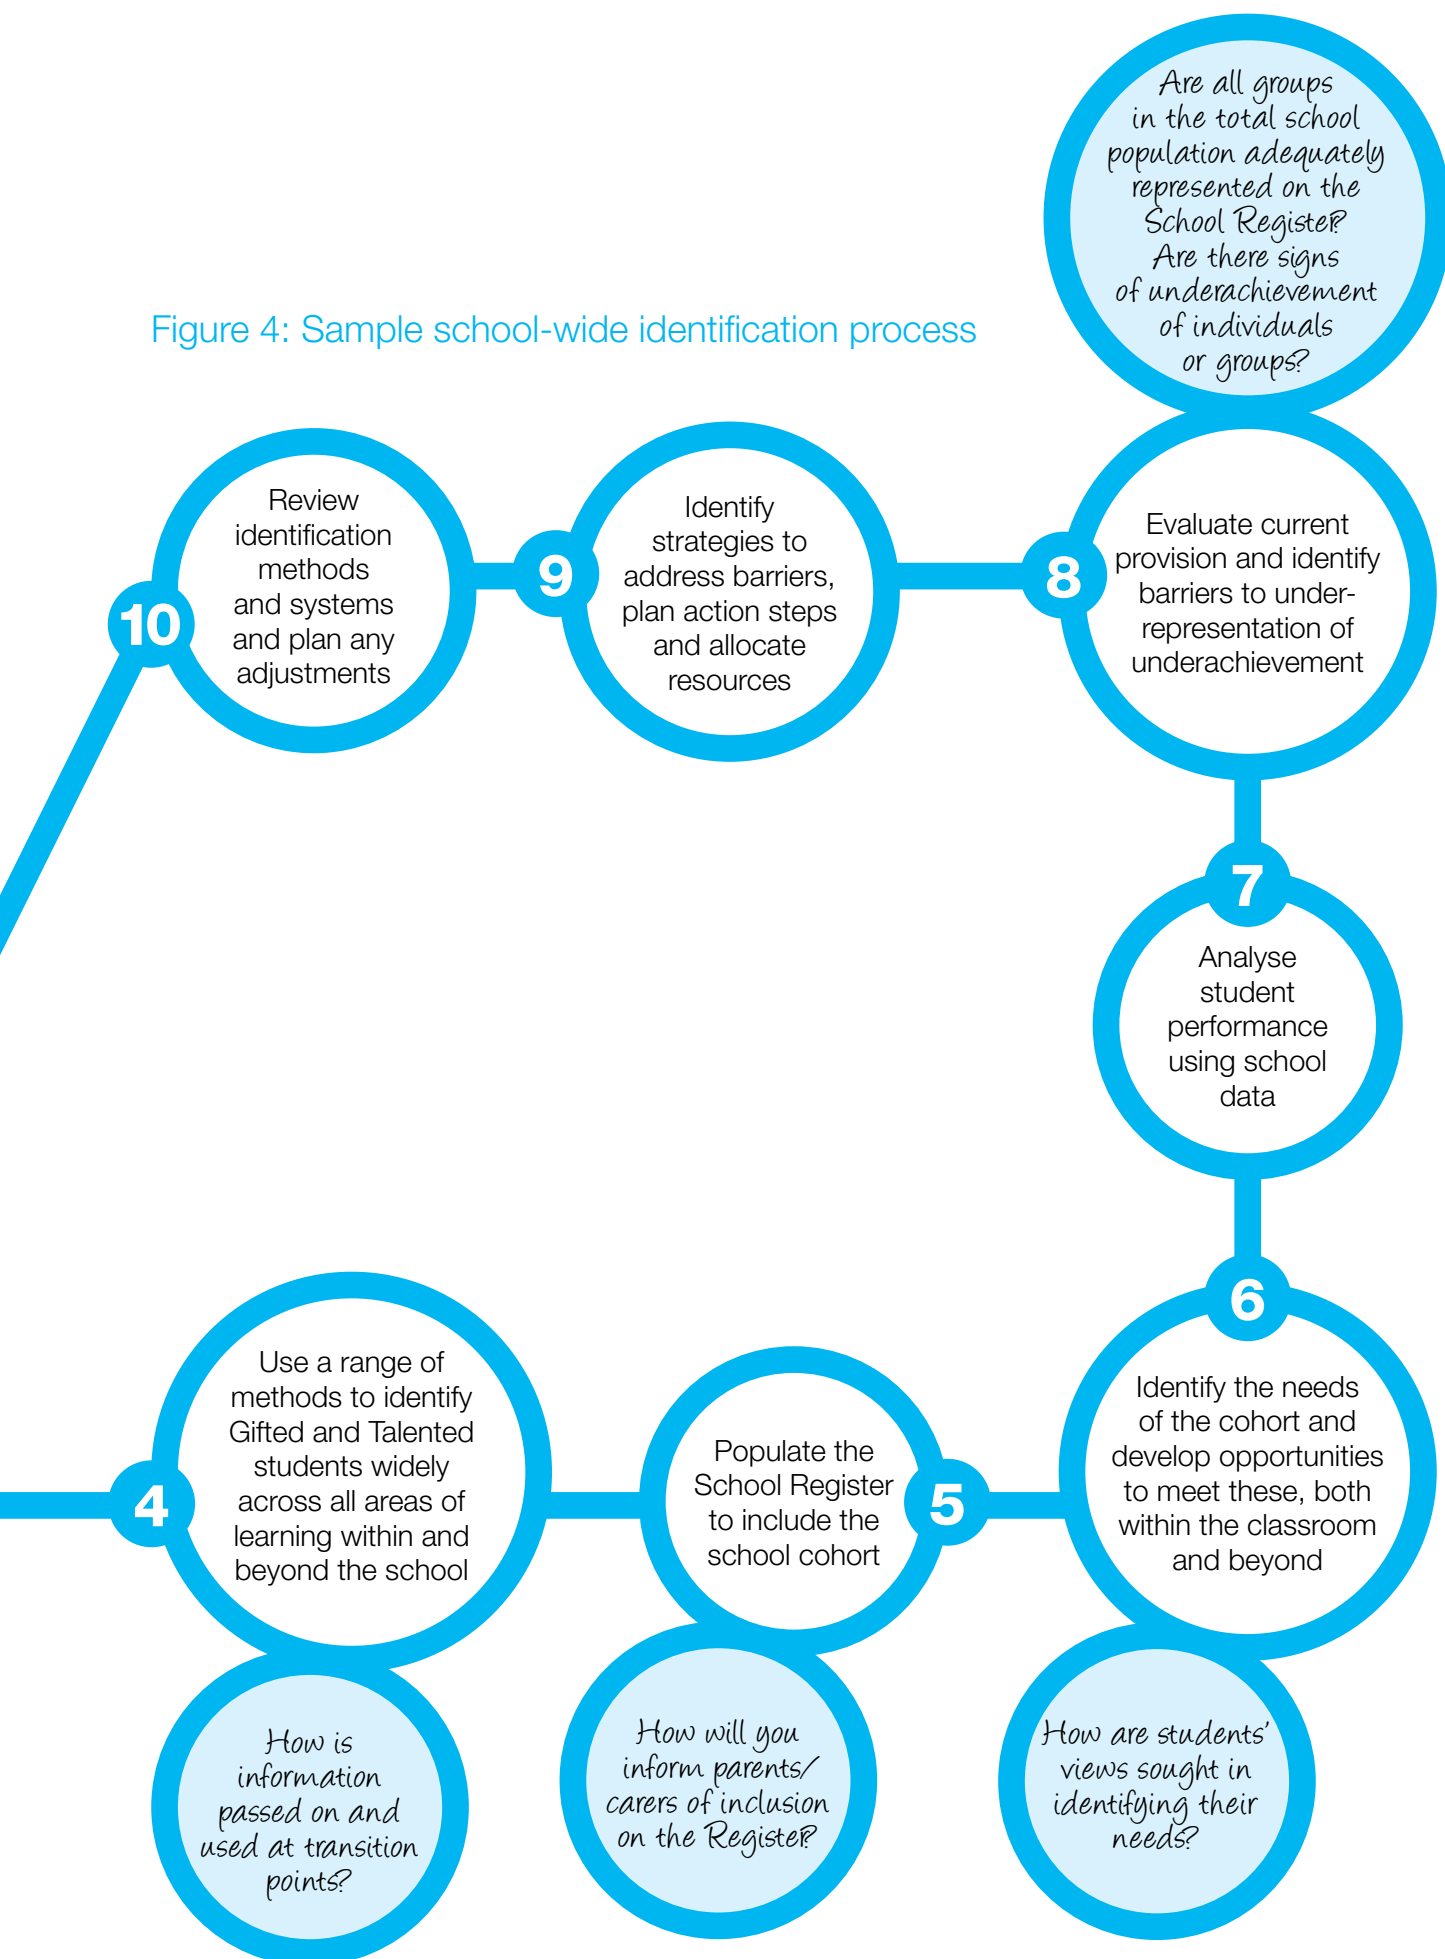 Are all groups
in the total school
population adequately
represented on the
School Register?
Are there signs
of underachievement
of individuals
or groups?
Figure 4: Sample school-wide identification process
10
Review
identification
methods
and systems
and plan any
adjustments
9
Identify
strategies to
address barriers,
plan action steps
and allocate
resources
8
Evaluate current
provision and identify
barriers to under-
representation of
underachievement
7
Analyse
student
performance
using school
data
6
Identify the needs
of the cohort and
develop opportunities
to meet these, both
within the classroom
and beyond
4
Use a range of
methods to identify
Gifted and Talented
students widely
across all areas of
learning within and
beyond the school
Populate the
School Register
to include the
school cohort
5
How is
information
passed on and
used at transition
points?
How will you
inform parents/
carers of inclusion
on the Register?
How are students'
views sought in
identifying their
needs?